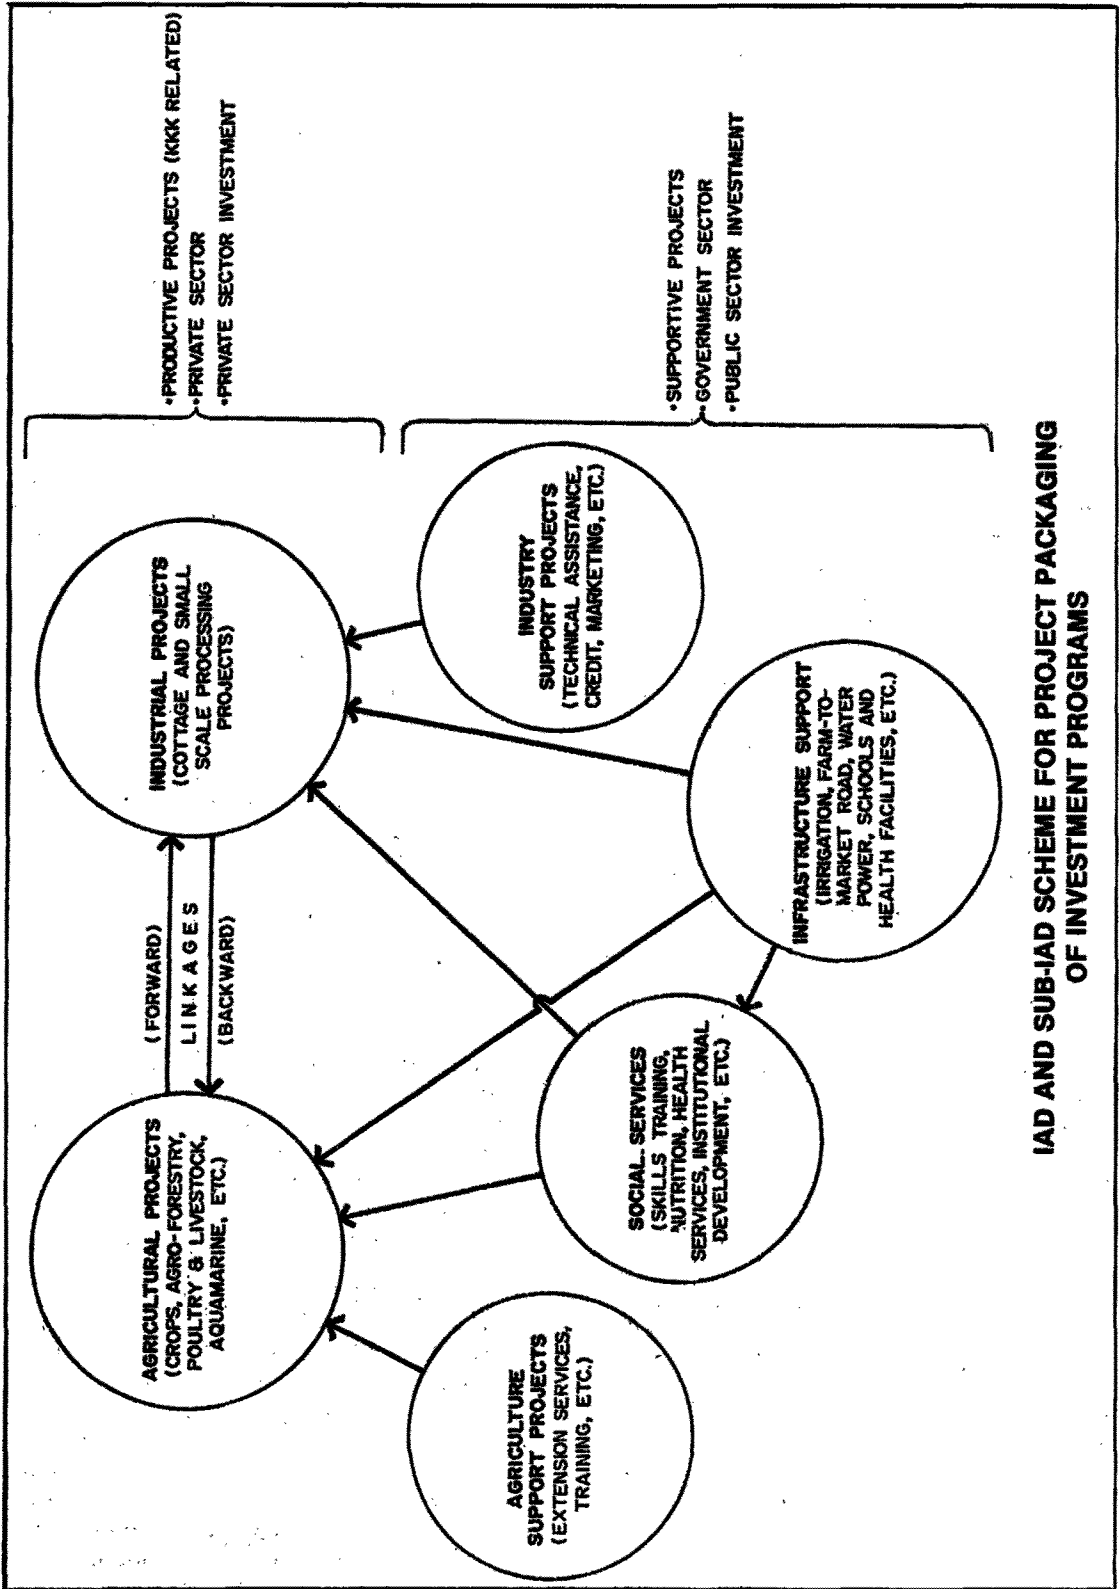 AGRICULTURAL PROJECTS
(CROPS, AGRO-FORESTRY,
POULTRY & LIVESTOCK,
AQUAMARINE, ETC.)
(FORWARD)
LINKAGES
(BACKWARD)
INDUSTRIAL PROJECTS
(COTTAGE AND SMALL
SCALE PROCESSING
PROJECTS)
•PRODUCTIVE PROJECTS (KKK RELATED)
•PRIVATE SECTOR
•PRIVATE SECTOR INVESTMENT
AGRICULTURE
SUPPORT PROJECTS
(EXTENSION SERVICES,
TRAINING, ETC.)
SOCIAL SERVICES
(SKILLS TRAINING,
NUTRITION, HEALTH
SERVICES, INSTITUTIONAL
DEVELOPMENT, ETC.)
INFRASTRUCTURE SUPPORT
(IRRIGATION, FARM-TO-
MARKET ROAD, WATER
POWER, SCHOOLS AND
HEALTH FACILITIES, ETC.)
INDUSTRY
SUPPORT PROJECTS
(TECHNICAL ASSISTANCE,
CREDIT, MARKETING, ETC.)
•SUPPORTIVE PROJECTS
•GOVERNMENT SECTOR
•PUBLIC SECTOR INVESTMENT
IAD AND SUB-IAD SCHEME FOR PROJECT PACKAGING
OF INVESTMENT PROGRAMS